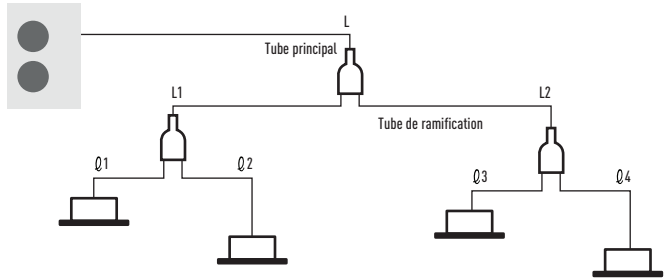 L
Tube principal
L1
L2
Tube de ramification
ℓ1
ℓ2
ℓ3
ℓ4